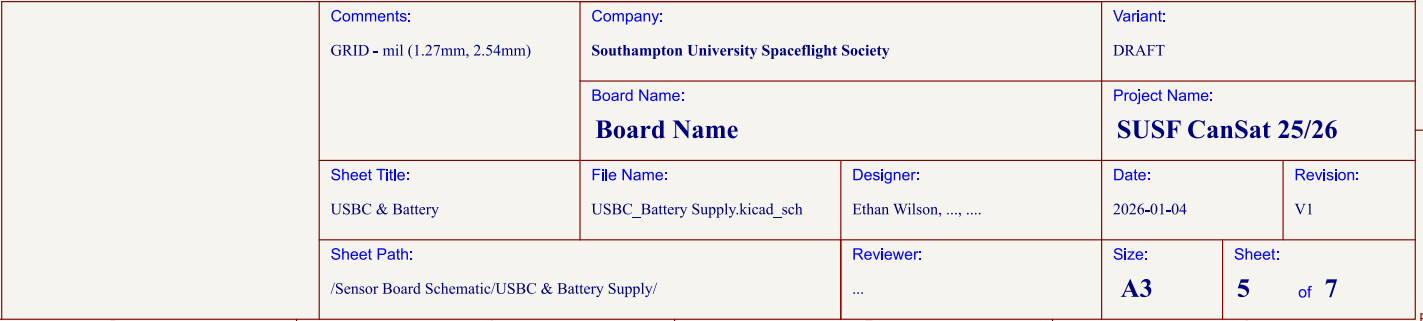 Comments:
GRID - mil (1.27mm, 2.54mm)
Company:
Southampton University Spaceflight Society
Variant:
DRAFT
Board Name:
Board Name
Project Name:
SUSF CanSat 25/26
Sheet Title:
USBC & Battery
File Name:
USBC_Battery Supply.kicad_sch
Designer:
Ethan Wilson, ..., ....
Date:
2026-01-04
Revision:
V1
Sheet Path:
/Sensor Board Schematic/USBC & Battery Supply/
Reviewer:
...
Size:
A3
Sheet:
5 of 7